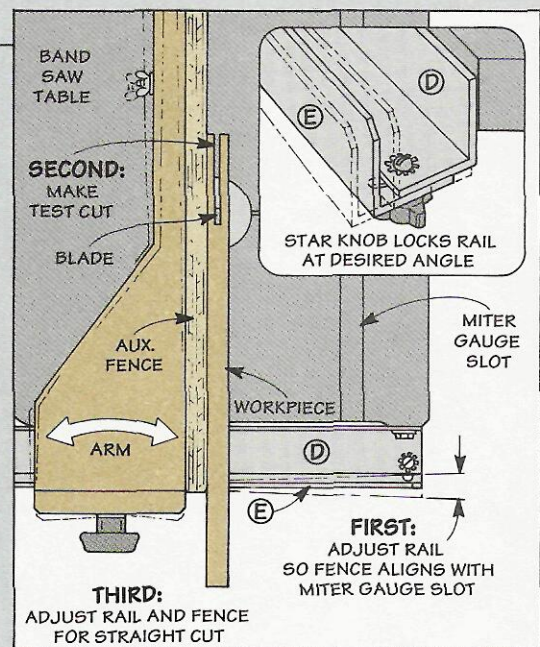 BAND
SAW
TABLE
SECOND:
MAKE
TEST CUT
BLADE
AUX.
FENCE
ARM
THIRD:
ADJUST RAIL AND FENCE
FOR STRAIGHT CUT
D
E
STAR KNOB LOCKS RAIL
AT DESIRED ANGLE
MITER
GAUGE
SLOT
WORKPIECE
D
E
FIRST:
ADJUST RAIL
SO FENCE ALIGNS WITH
MITER GAUGE SLOT